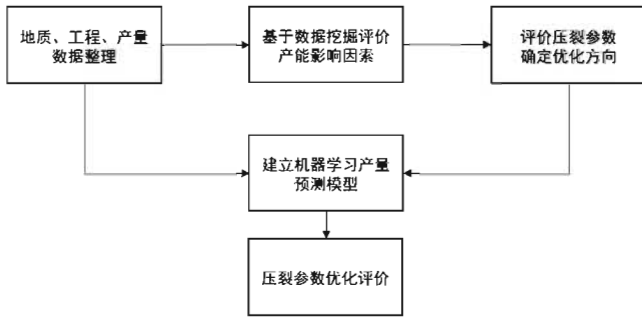 地质、工程、产量
数据整理
基于数据挖掘评价
产能影响因素
评价压裂参数
确定优化方向
建立机器学习产量
预测模型
压裂参数优化评价